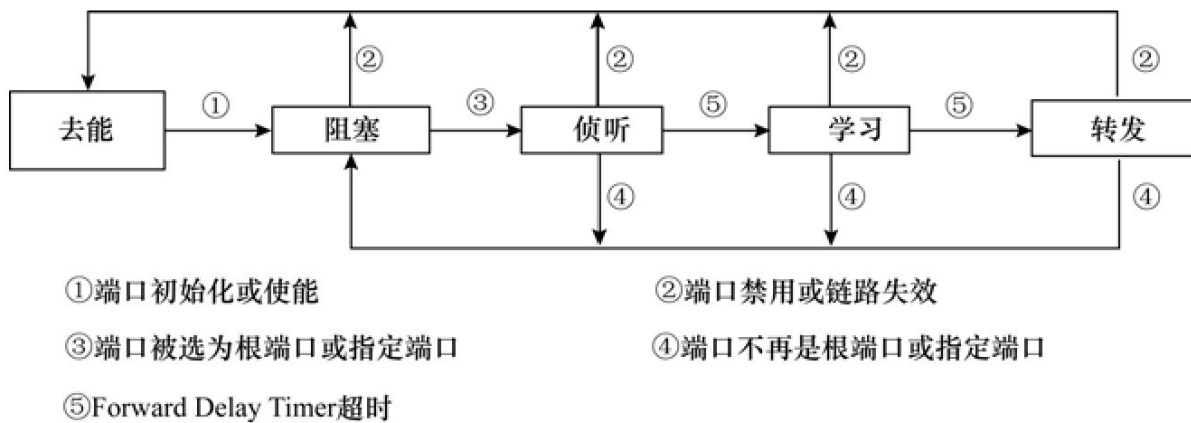 ② ② ② ②
去能 ① 阻塞 ③ 侦听 ⑤ 学习 ⑤ 转发
④ ④ ④
①端口初始化或使能 ②端口禁用或链路失效
③端口被选为根端口或指定端口 ④端口不再是根端口或指定端口
⑤Forward Delay Timer超时